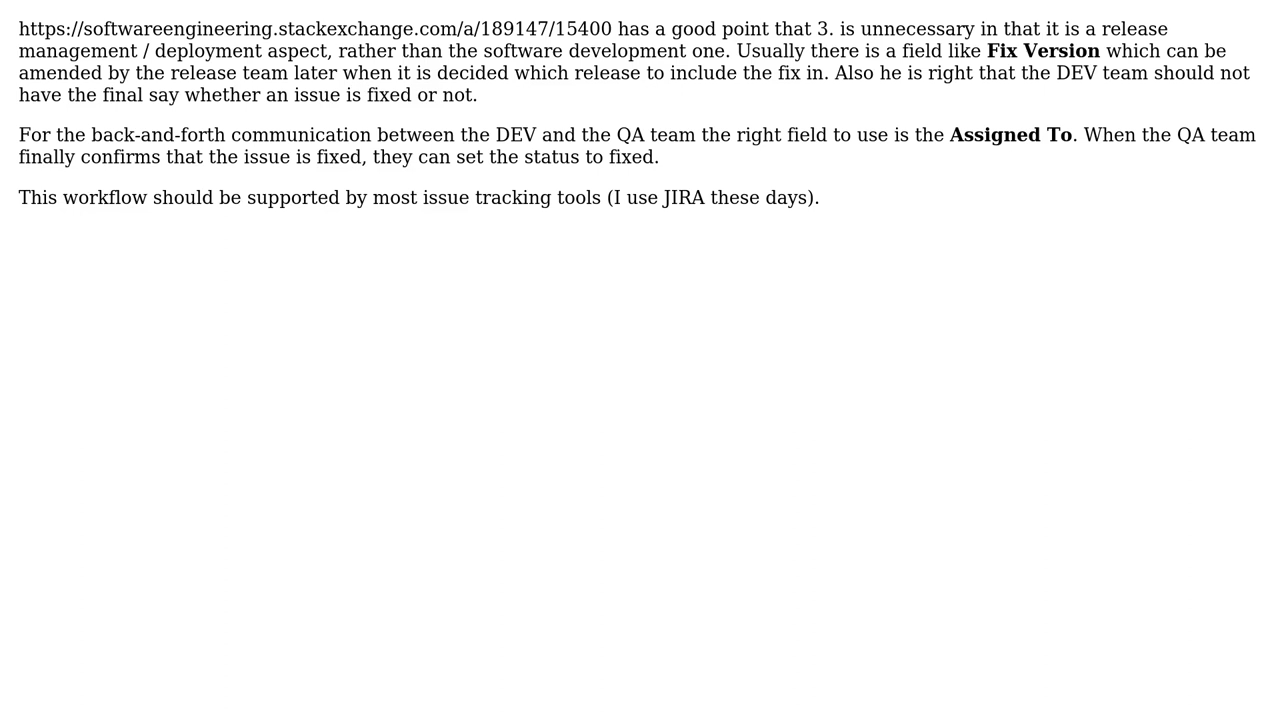 https://softwareengineering.stackexchange.com/a/189147/15400 has a good point that 3. is unnecessary in that it is a release
management / deployment aspect, rather than the software development one. Usually there is a field like Fix Version which can be
amended by the release team later when it is decided which release to include the fix in. Also he is right that the DEV team should not
have the final say whether an issue is fixed or not.
For the back-and-forth communication between the DEV and the QA team the right field to use is the Assigned To. When the QA team
finally confirms that the issue is fixed, they can set the status to fixed.
This workflow should be supported by most issue tracking tools (I use JIRA these days).